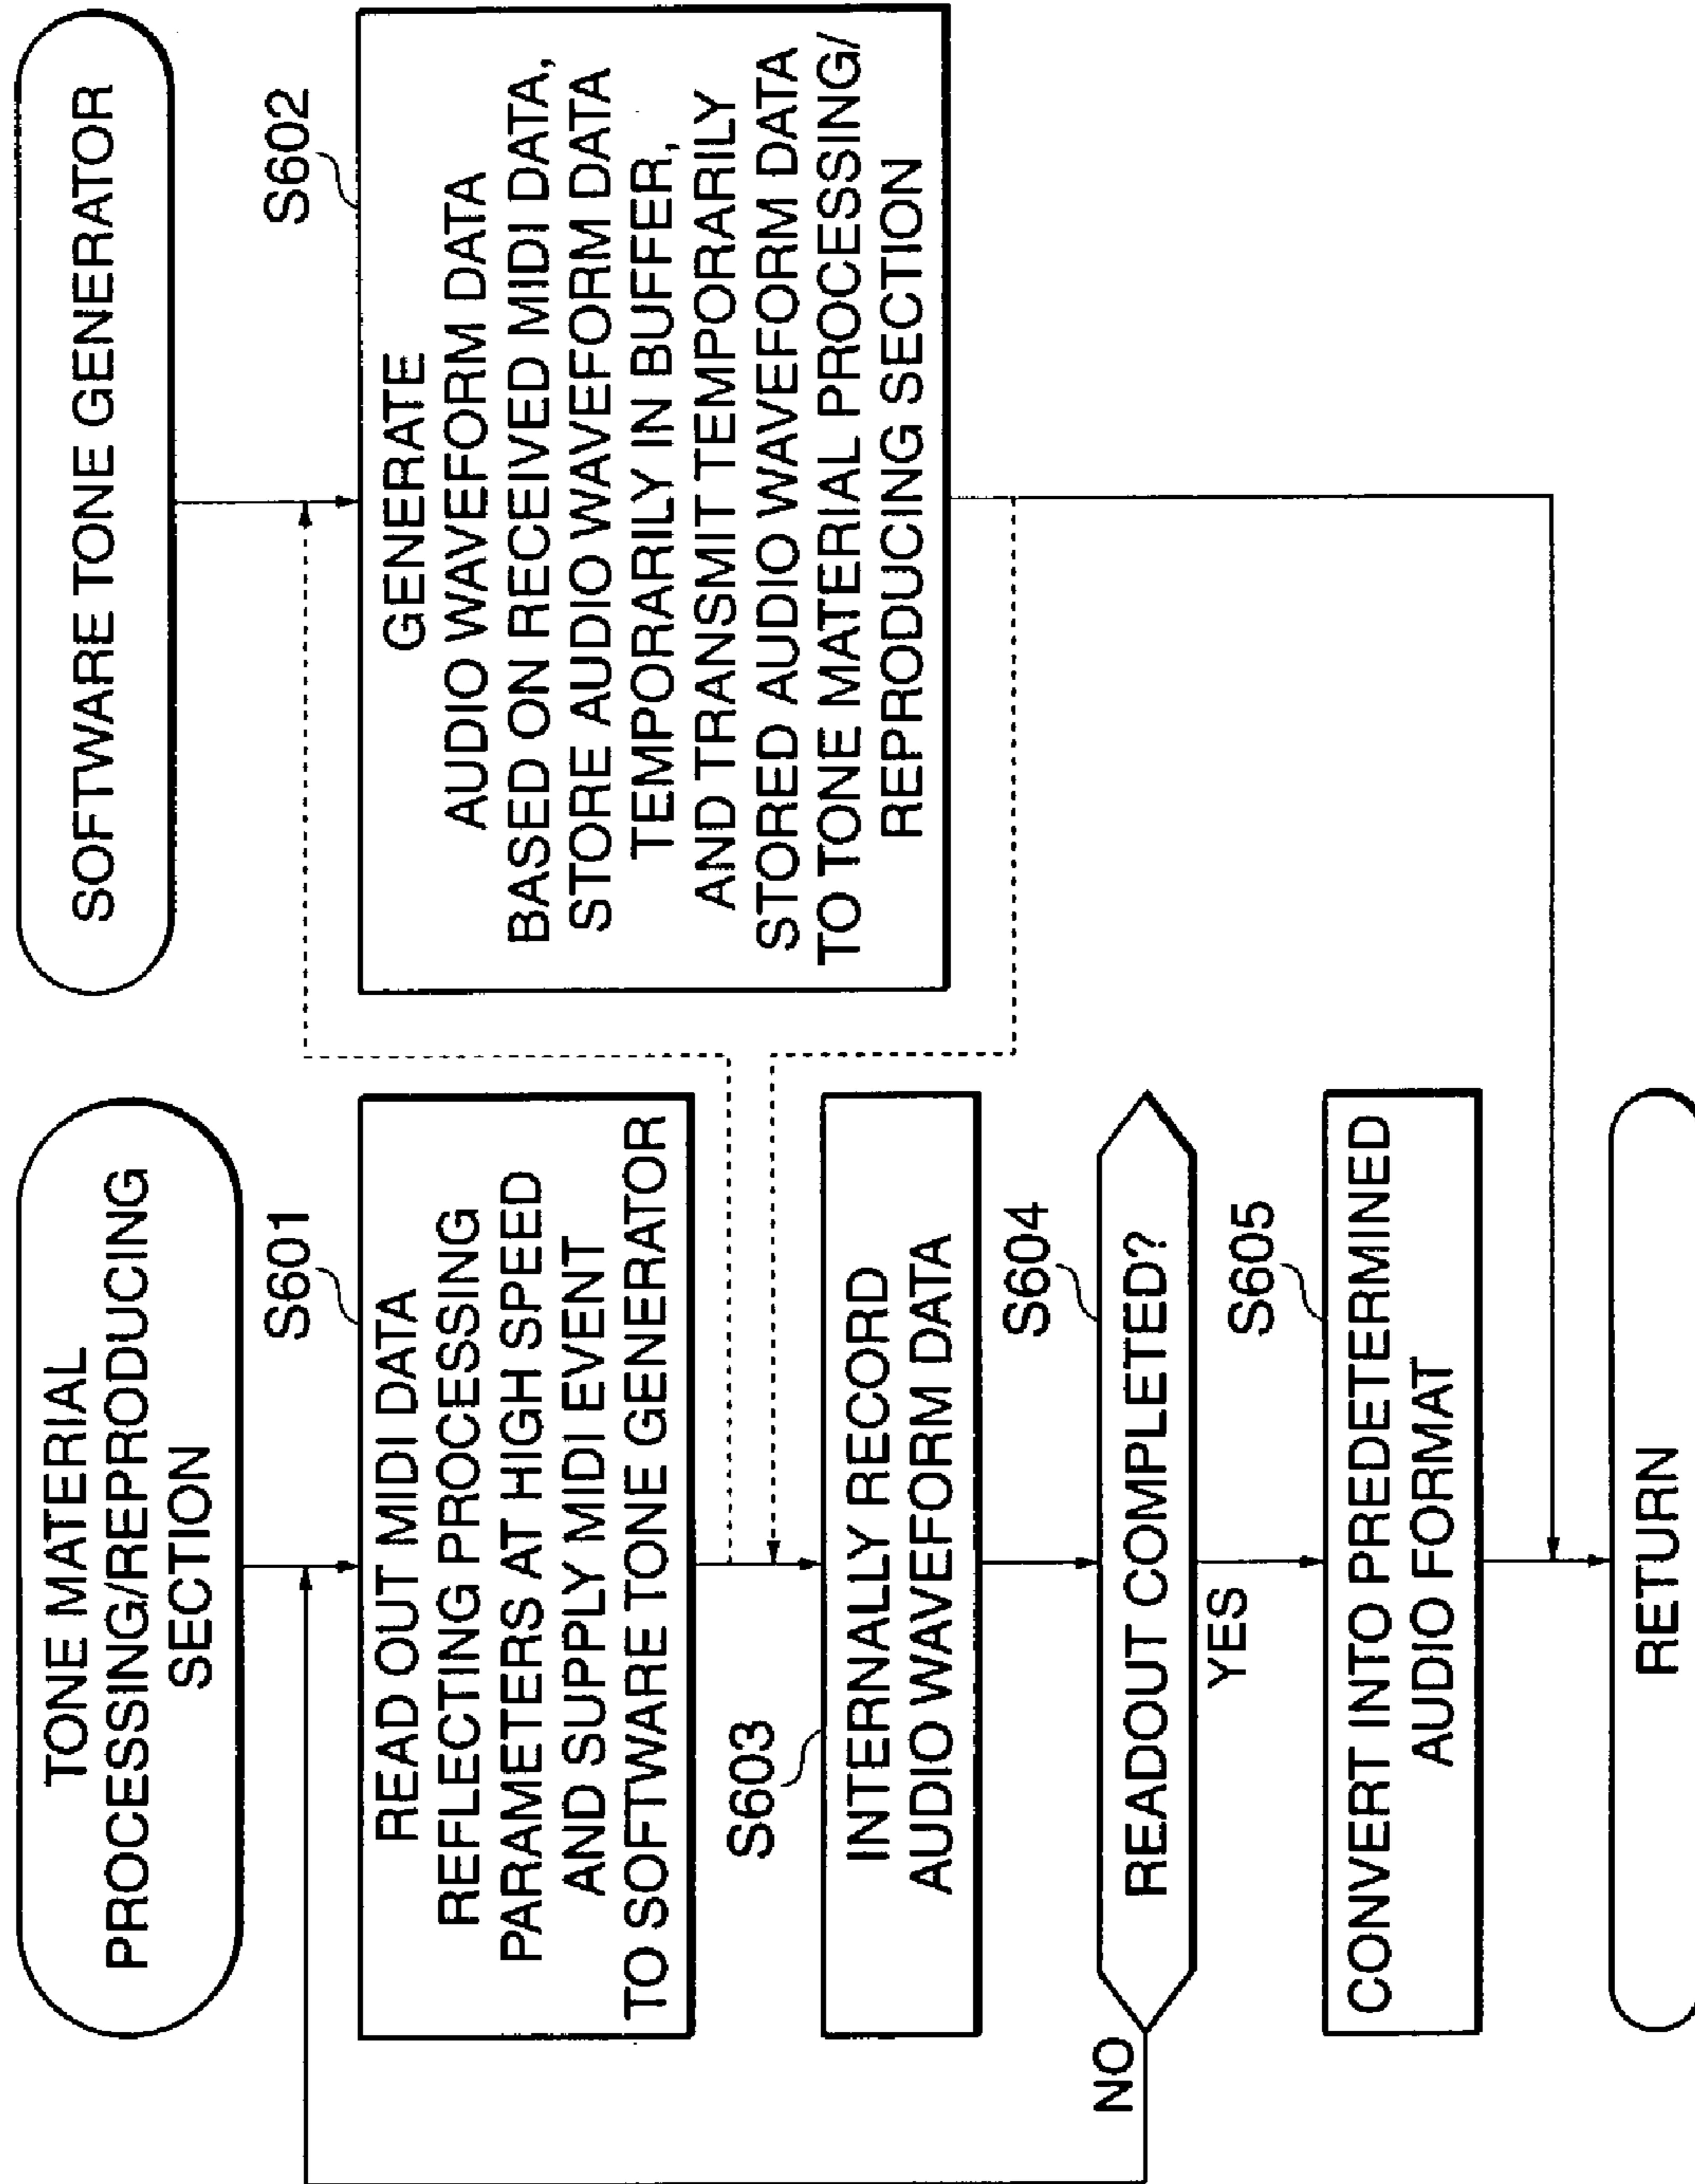 TONE MATERIAL
PROCESSING/REPRODUCING
SECTION
S601
READ OUT MIDI DATA
REFLECTING PROCESSING
PARAMETERS AT HIGH SPEED
AND SUPPLY MIDI EVENT
TO SOFTWARE TONE GENERATOR
S603
INTERNALLY RECORD
AUDIO WAVEFORM DATA
S604
READOUT COMPLETED?
NO
YES
S605
CONVERT INTO PREDETERMINED
AUDIO FORMAT
RETURN
SOFTWARE TONE GENERATOR
S602
GENERATE
AUDIO WAVEFORM DATA
BASED ON RECEIVED MIDI DATA,
STORE AUDIO WAVEFORM DATA
TEMPORARILY IN BUFFER,
AND TRANSMIT TEMPORARILY
STORED AUDIO WAVEFORM DATA
TO TONE MATERIAL PROCESSING/
REPRODUCING SECTION